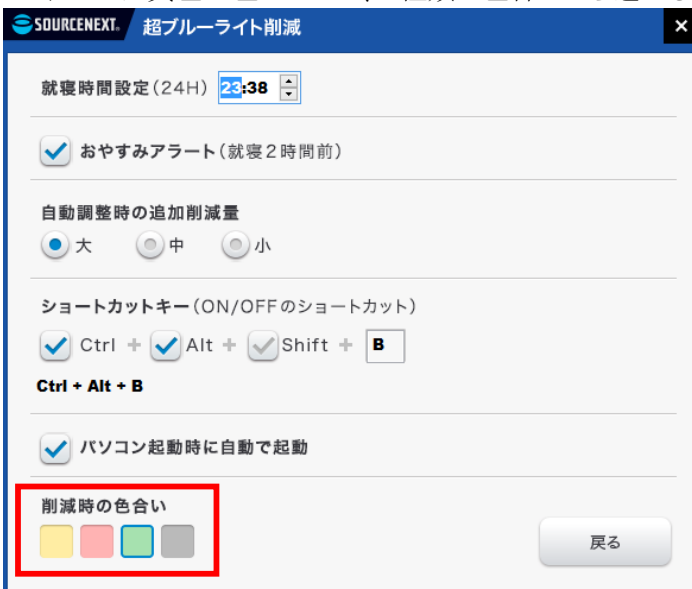 SOURCENEXT. 超ブルーライト削減
就寝時間設定(24H) 23:38
おやすみアラート(就寝2時間前)
自動調整時の追加削減量
大 中 小
ショートカットキー(ON/OFFのショートカット)
Ctrl + Alt + Shift + B
Ctrl + Alt + B
パソコン起動時に自動で起動
削減時の色合い
戻る